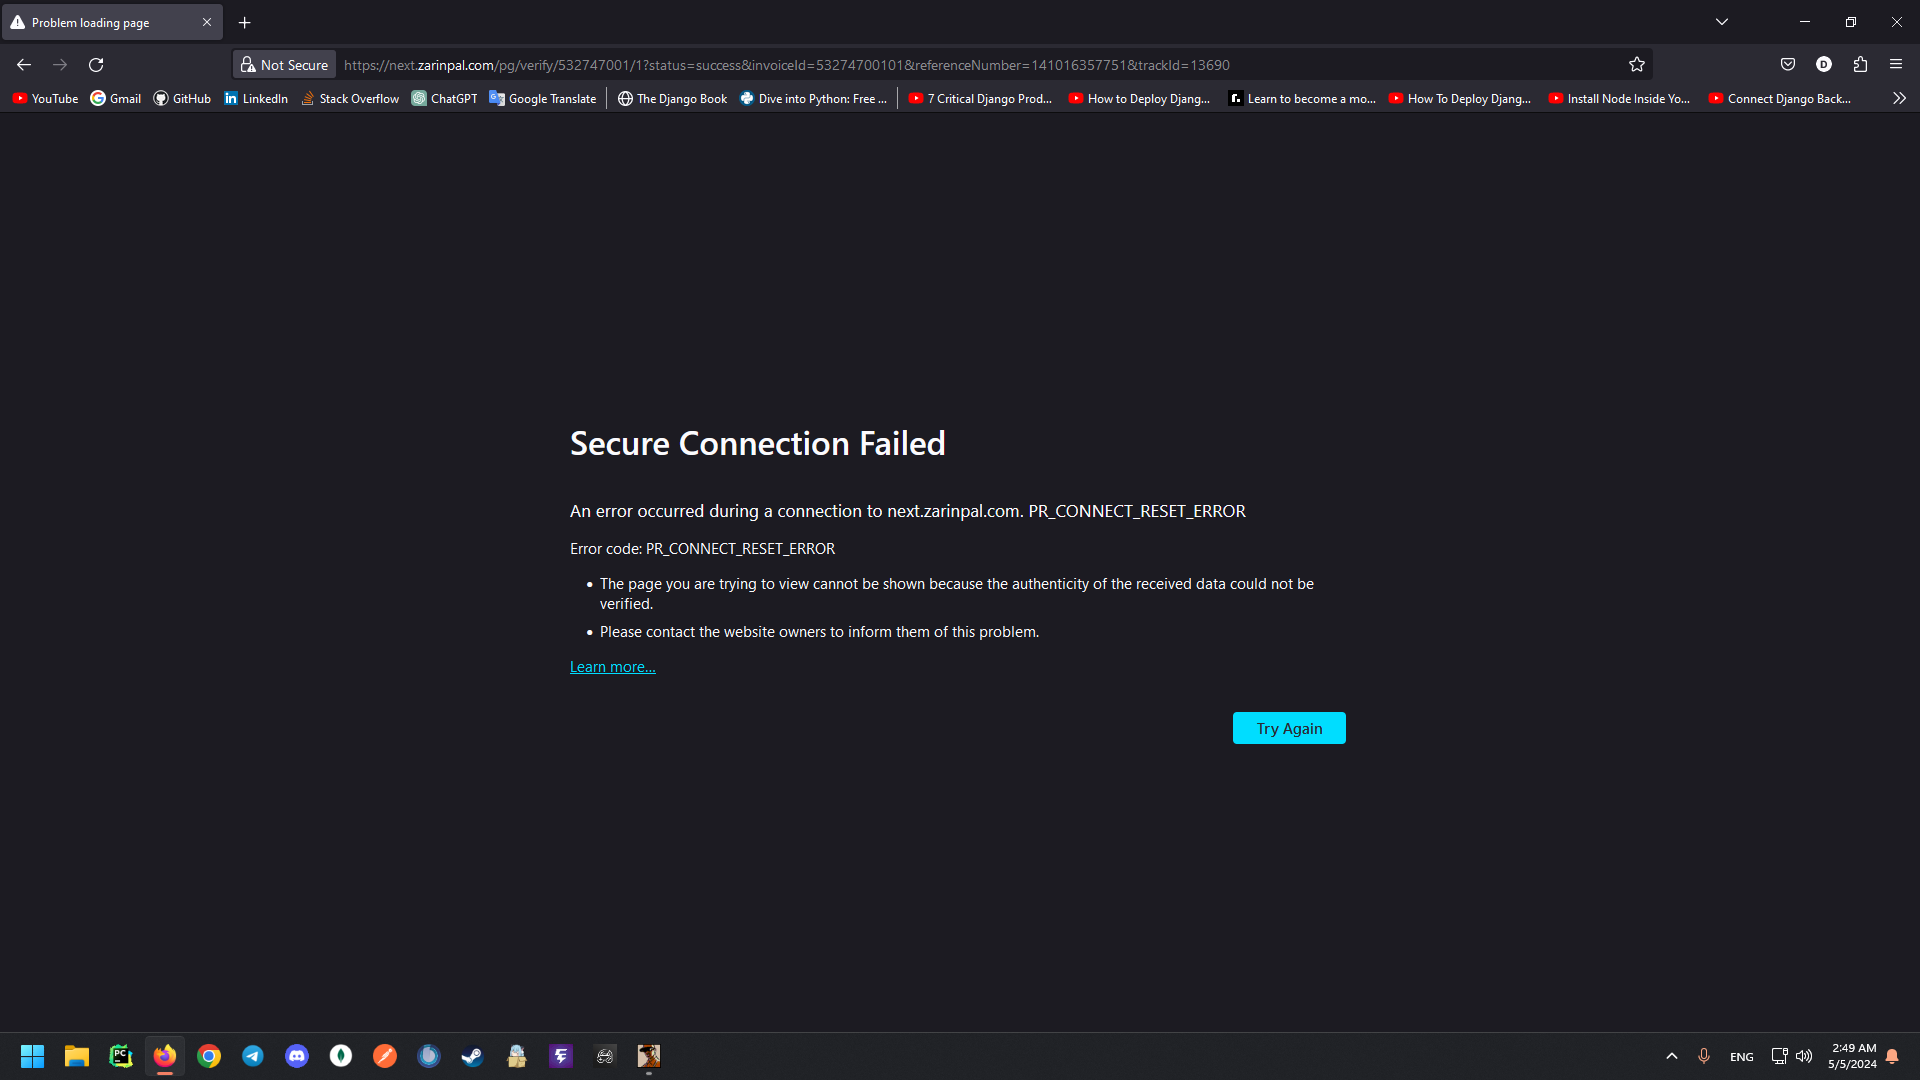 Problem loading page
Not Secure
https://next.zarinpal.com/pg/verify/532747001/1?status=success&invoiceId=53274700101&referenceNumber=141016357751&trackId=13690
D
YouTube
Gmail
GitHub
LinkedIn
Stack Overflow
ChatGPT
Google Translate
The Django Book
Dive into Python: Free ...
7 Critical Django Prod...
How to Deploy Djang...
Learn to become a mo...
How To Deploy Djang...
Install Node Inside Yo...
Connect Django Back...
Secure Connection Failed
An error occurred during a connection to next.zarinpal.com. PR_CONNECT_RESET_ERROR
Error code: PR_CONNECT_RESET_ERROR
• The page you are trying to view cannot be shown because the authenticity of the received data could not be
verified.
• Please contact the website owners to inform them of this problem.
Learn more...
Try Again
PC
ENG
2:49 AM
5/5/2024